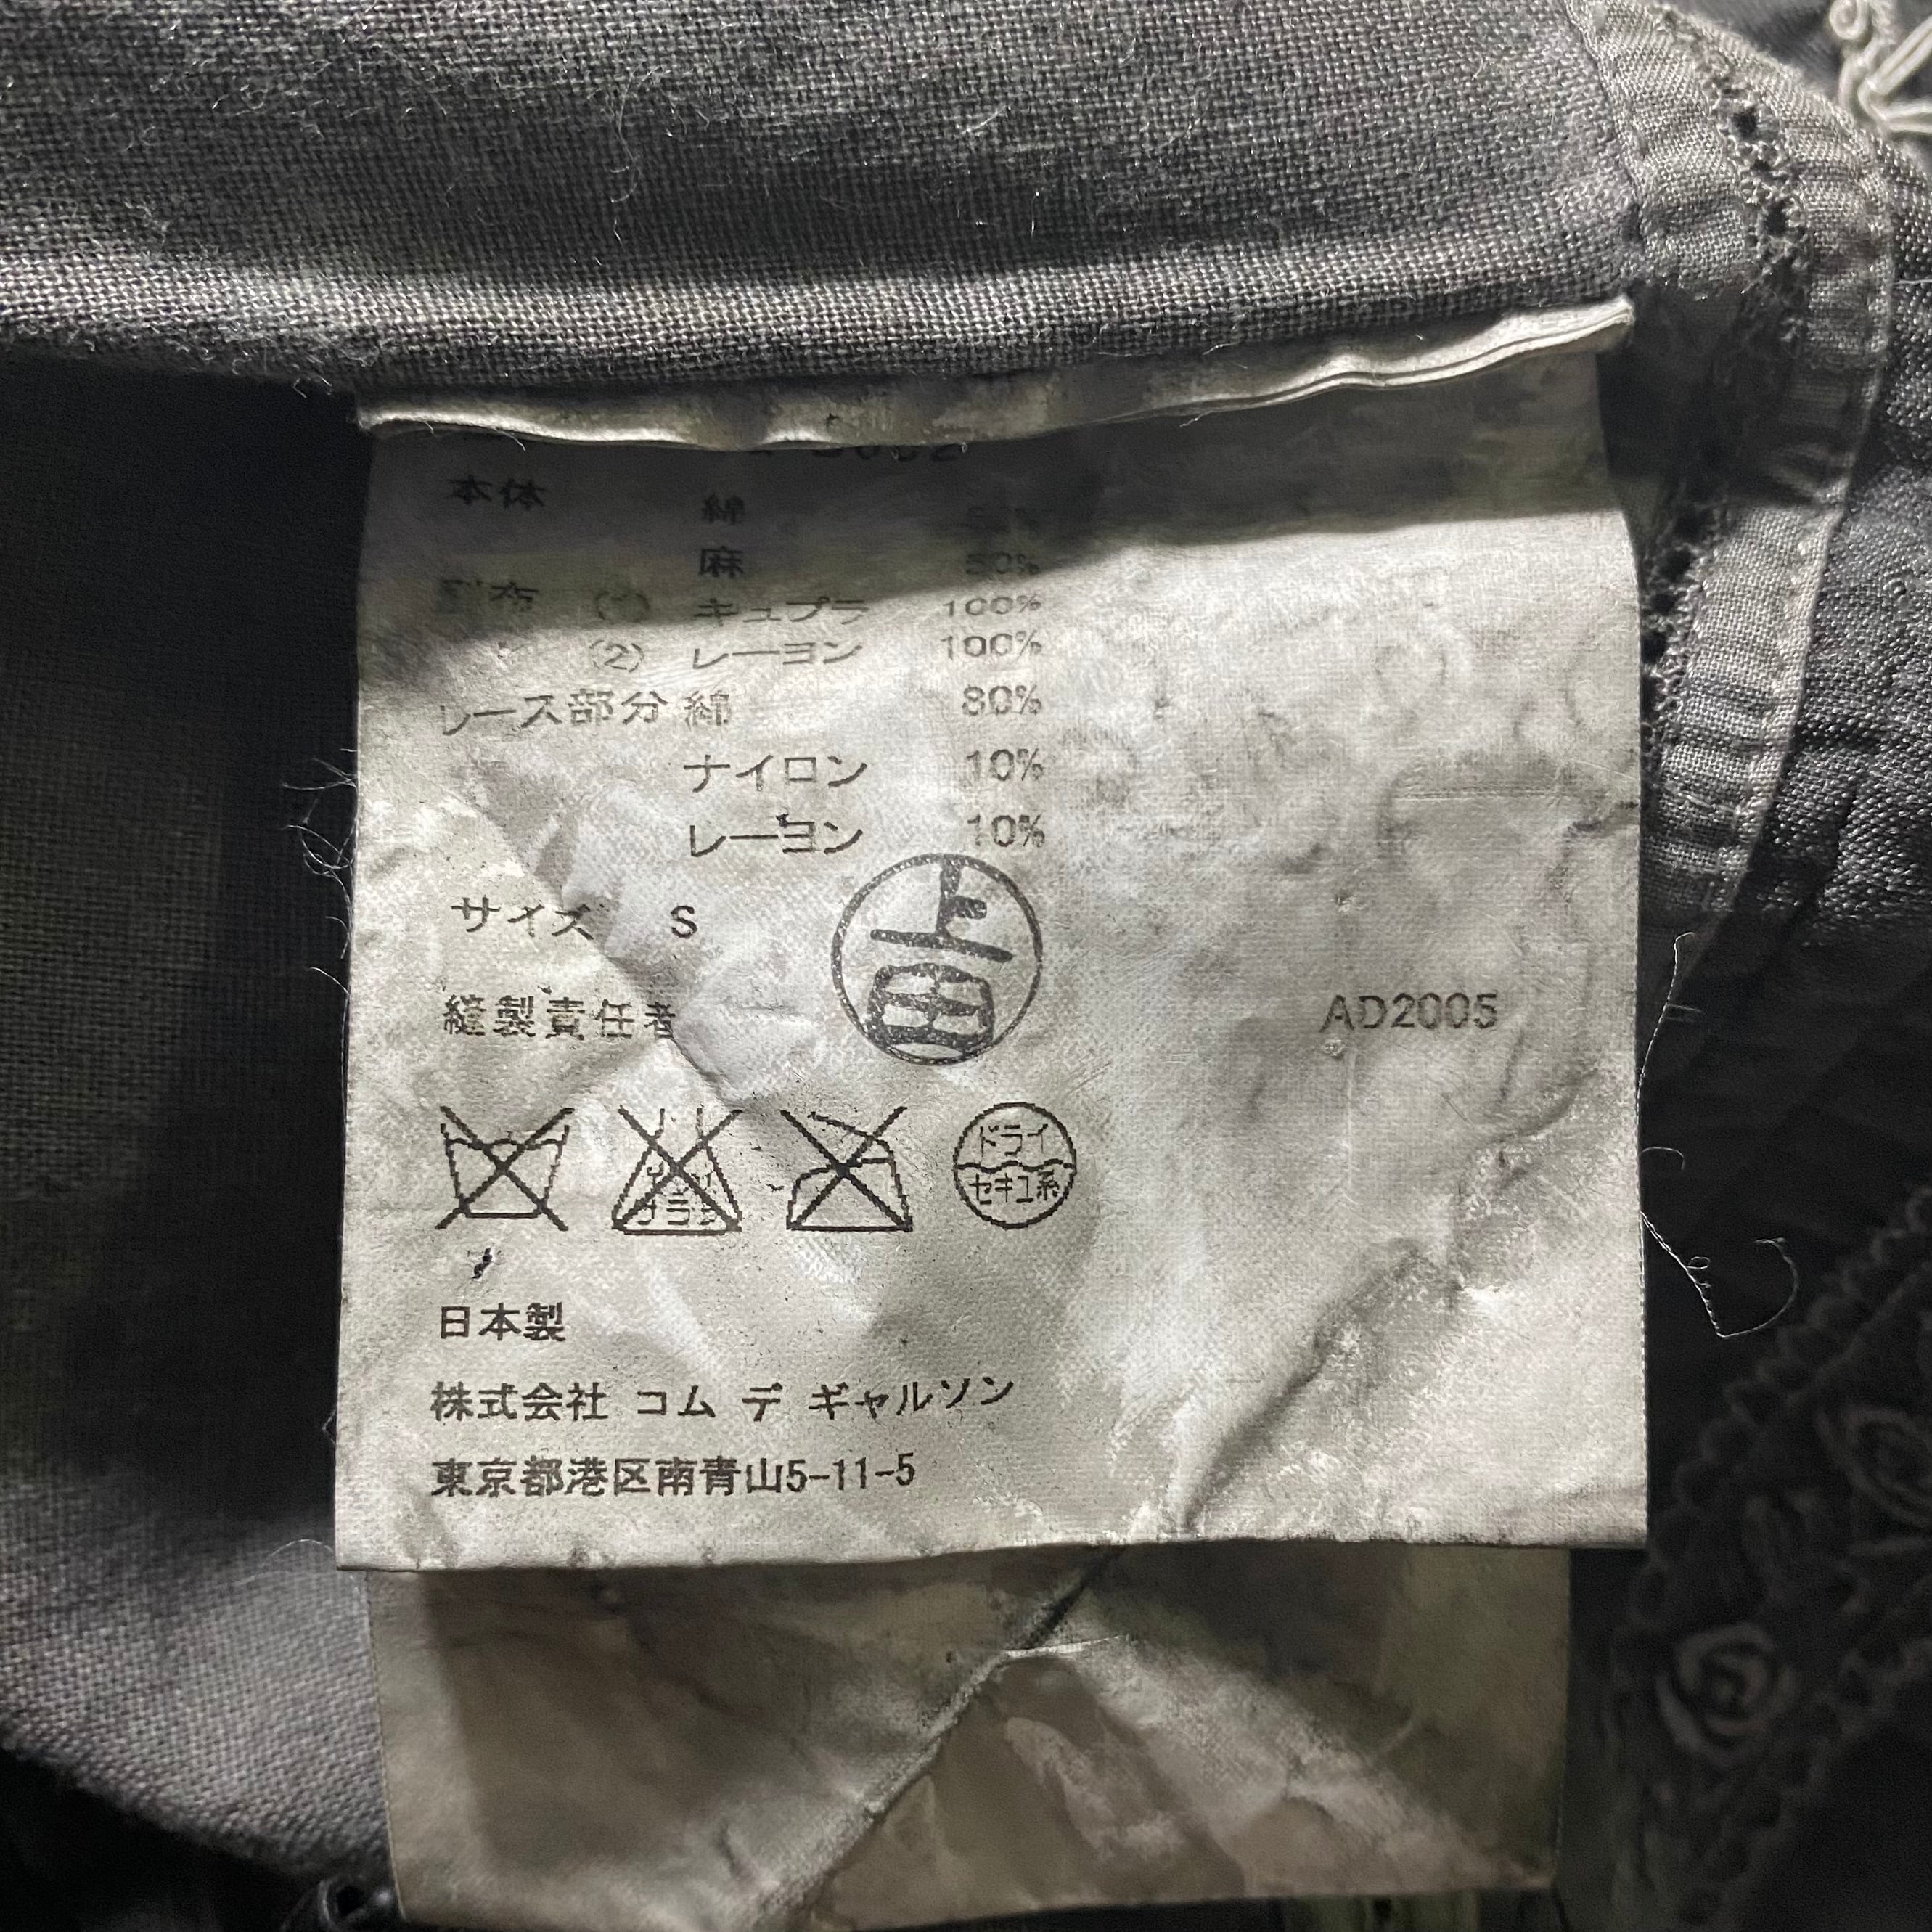 本体 綿
麻 50%
別布 (1) キュプラ 100%
(2) レーヨン 100%
レース部分 綿 80%
ナイロン 10%
レーヨン 10%
サイズ S
上田
縫製責任者
AD2005
ドライ
セキユ系
日本製
株式会社 コム デ ギャルソン
東京都港区南青山5-11-5